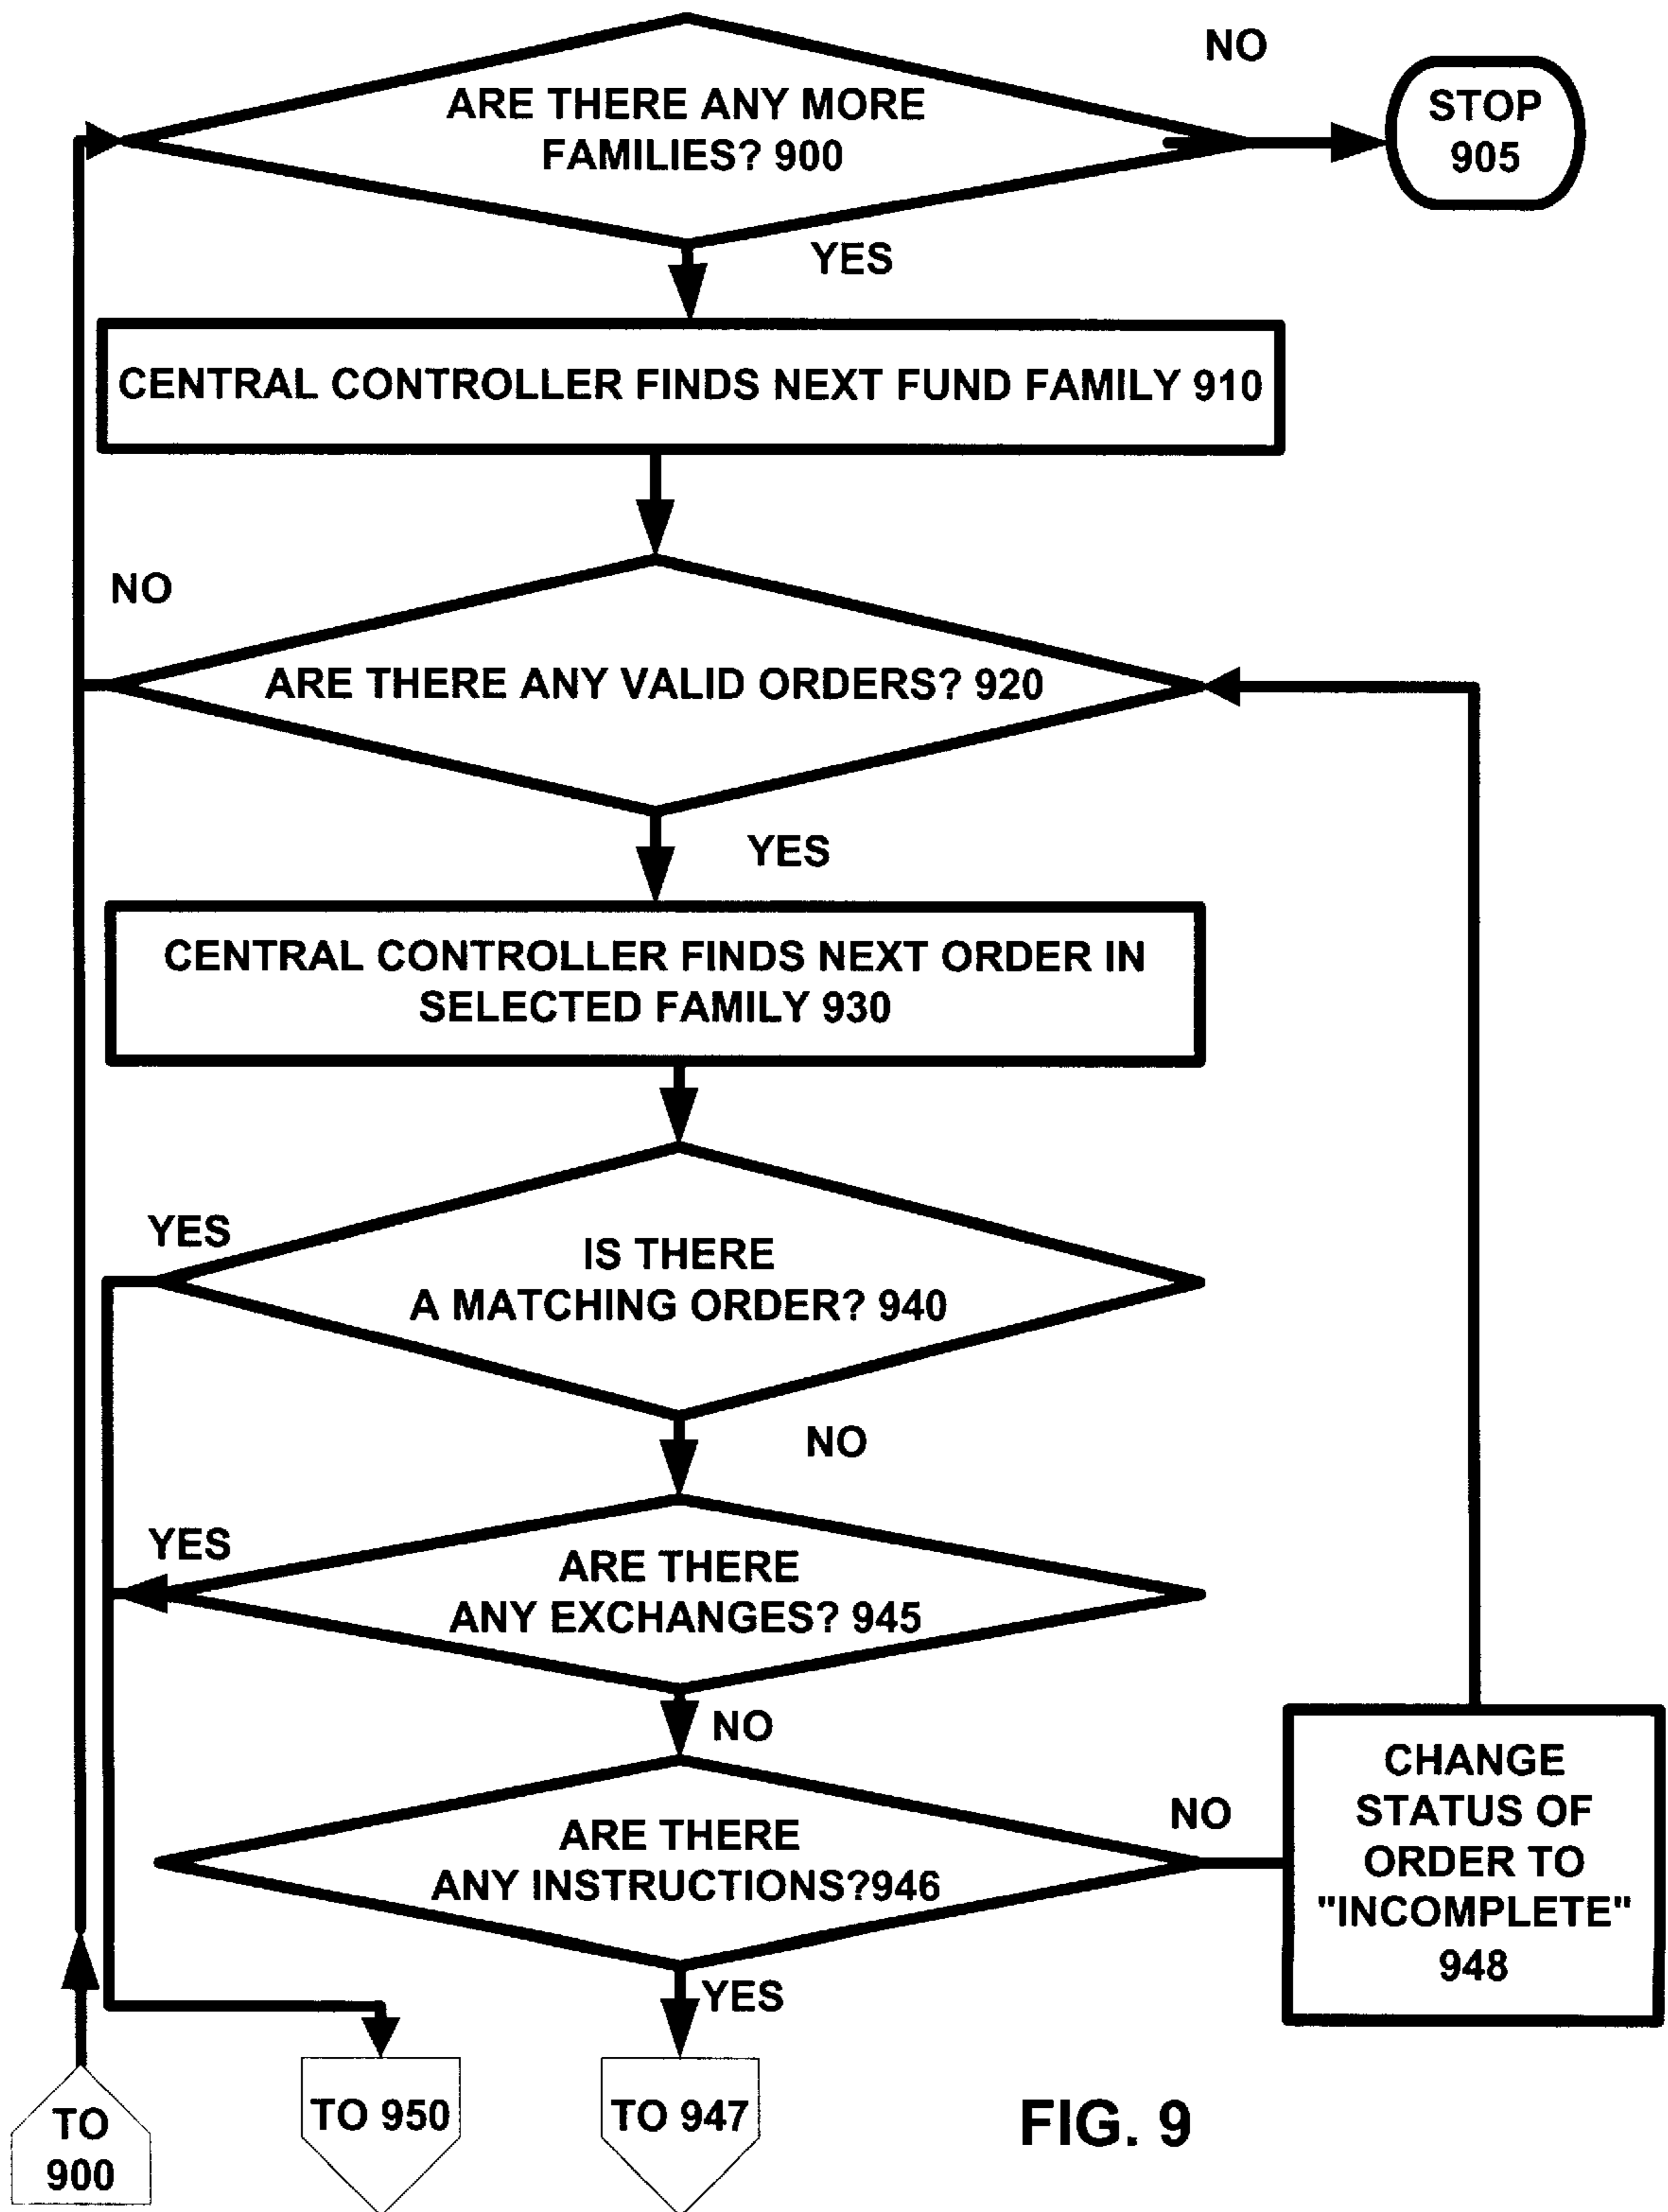 NO
ARE THERE ANY MORE
FAMILIES? 900
STOP
905
YES
CENTRAL CONTROLLER FINDS NEXT FUND FAMILY 910
NO
ARE THERE ANY VALID ORDERS? 920
YES
CENTRAL CONTROLLER FINDS NEXT ORDER IN
SELECTED FAMILY 930
YES
IS THERE
A MATCHING ORDER? 940
NO
YES
ARE THERE
ANY EXCHANGES? 945
NO
ARE THERE
ANY INSTRUCTIONS?946
NO
CHANGE
STATUS OF
ORDER TO
"INCOMPLETE"
948
YES
TO
900
TO 950
TO 947
FIG. 9